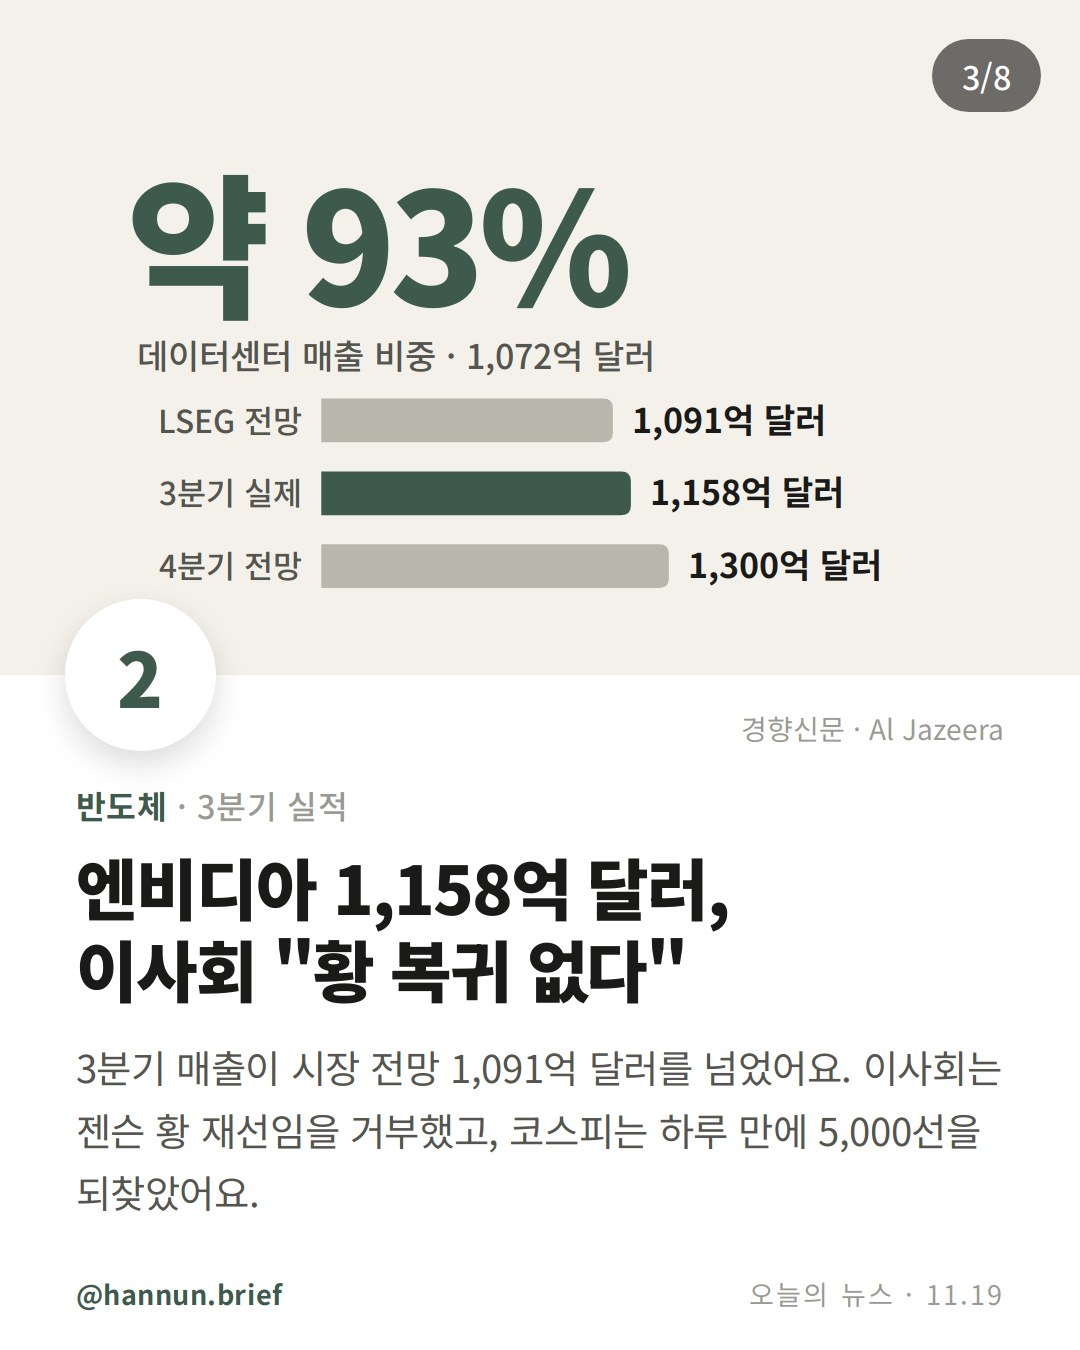 3/8
약 93%
데이터센터 매출 비중 · 1,072억 달러
LSEG 전망 1,091억 달러
3분기 실제 1,158억 달러
4분기 전망 1,300억 달러
2
경향신문 · Al Jazeera
반도체 · 3분기 실적
엔비디아 1,158억 달러,
이사회 "황 복귀 없다"
3분기 매출이 시장 전망 1,091억 달러를 넘었어요. 이사회는
젠슨 황 재선임을 거부했고, 코스피는 하루 만에 5,000선을
되찾았어요.
@hannun.brief
오늘의 뉴스 · 11.19